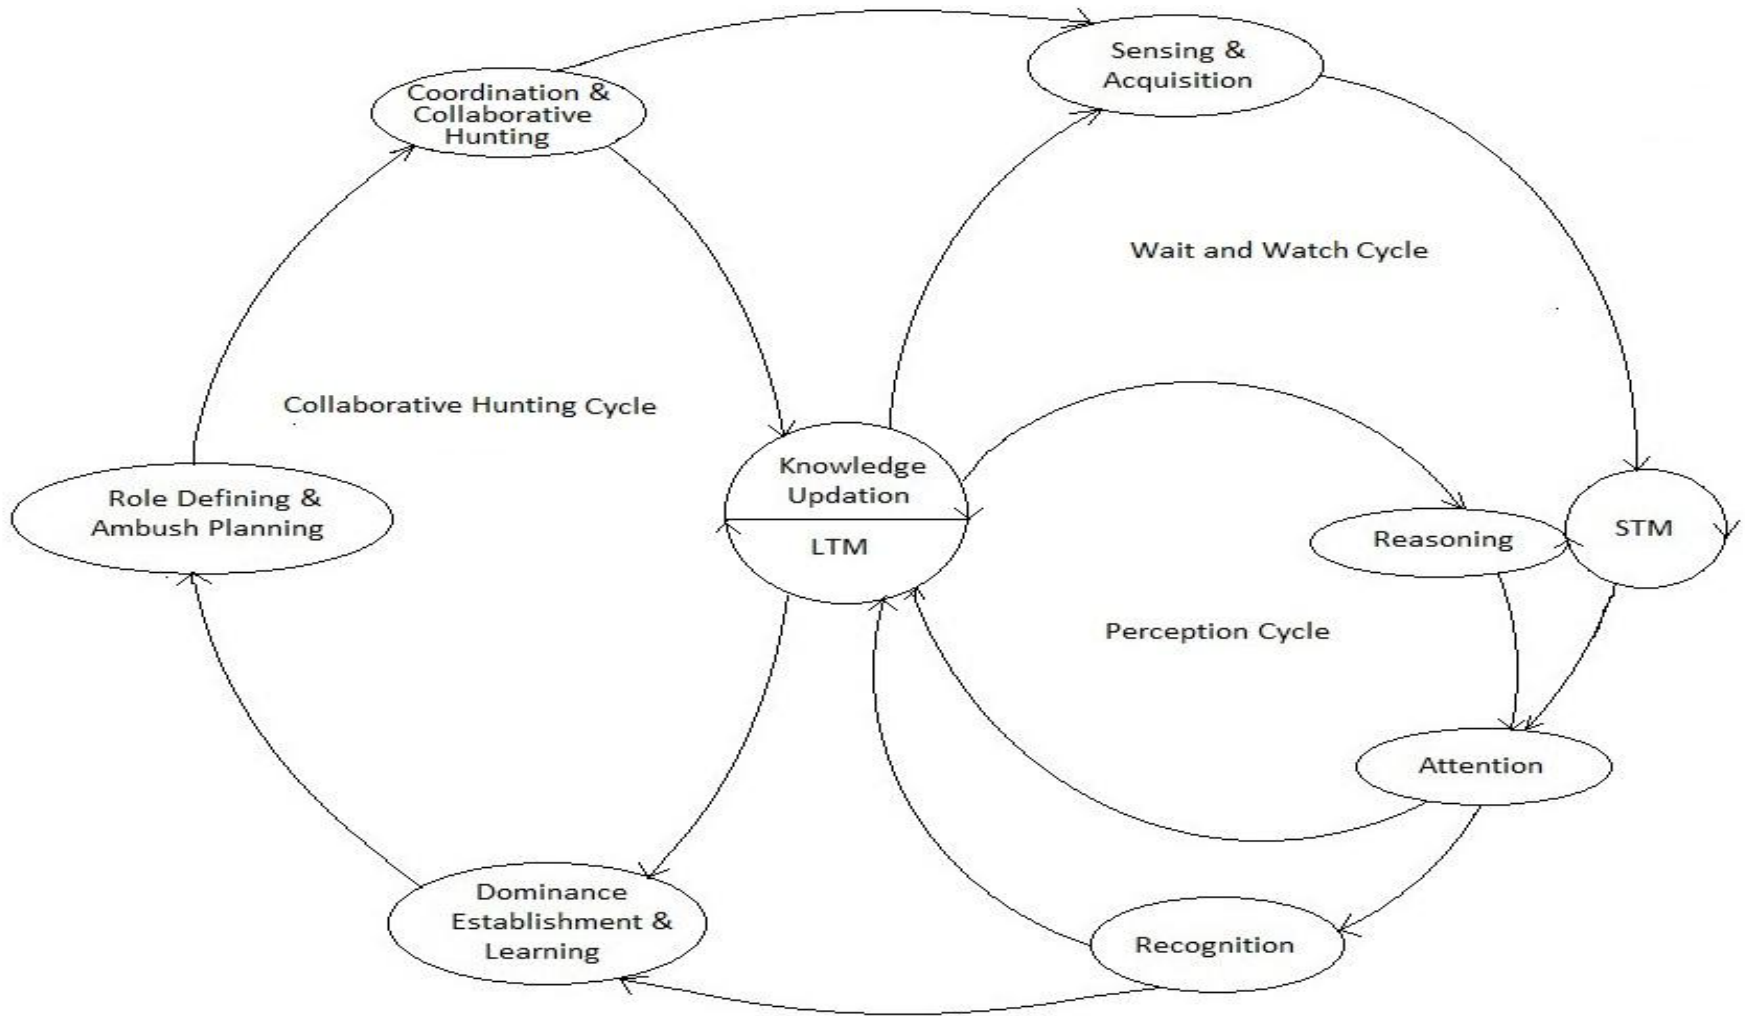 Sensing &
Acquisition
Coordination &
Collaborative
Hunting
Wait and Watch Cycle
Collaborative Hunting Cycle
Knowledge
Updation
LTM
Role Defining &
Ambush Planning
Reasoning
STM
Perception Cycle
Attention
Dominance
Establishment &
Learning
Recognition